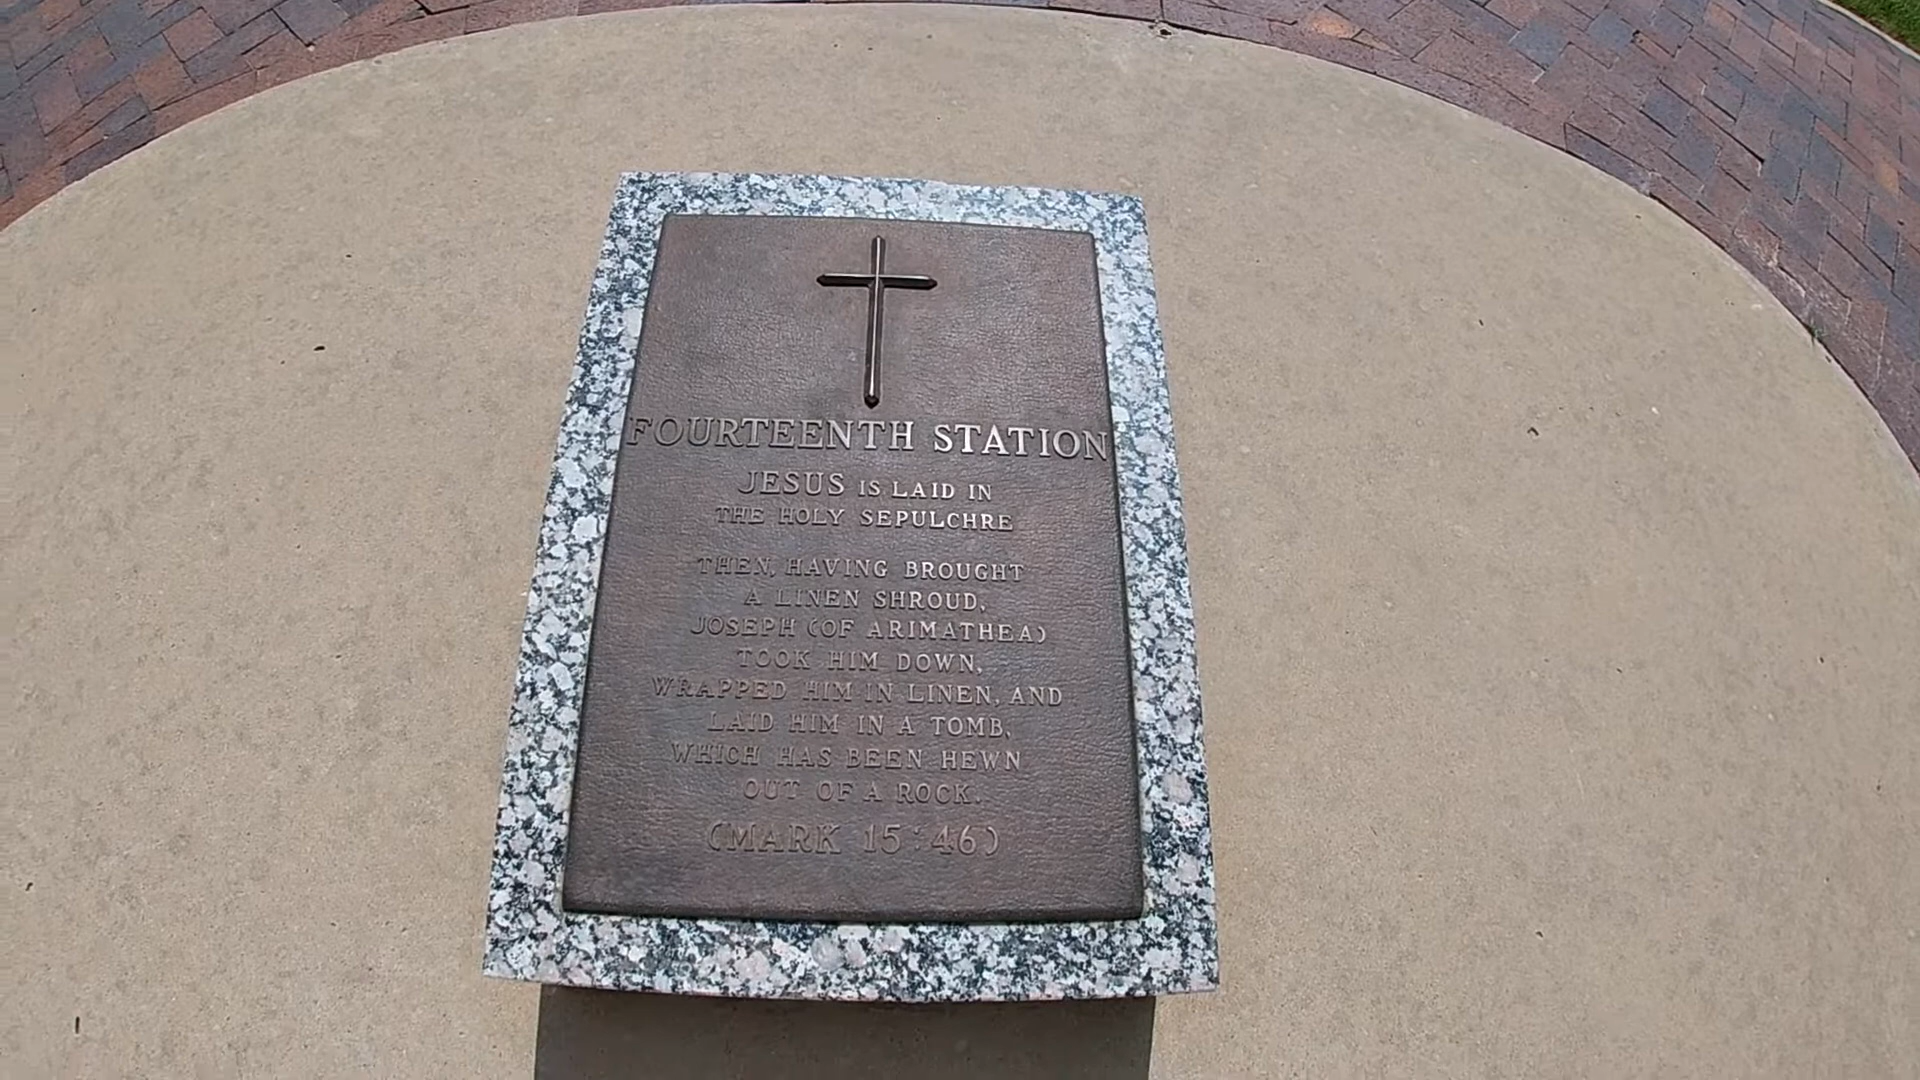 FOURTEENTH STATION
JESUS IS LAID IN
THE HOLY SEPULCHRE
THEN, HAVING BROUGHT
A LINEN SHROUD,
JOSEPH (OF ARIMATHEA)
TOOK HIM DOWN,
WRAPPED HIM IN LINEN, AND
LAID HIM IN A TOMB,
WHICH HAS BEEN HEWN
OUT OF A ROCK.
(MARK 15:46)